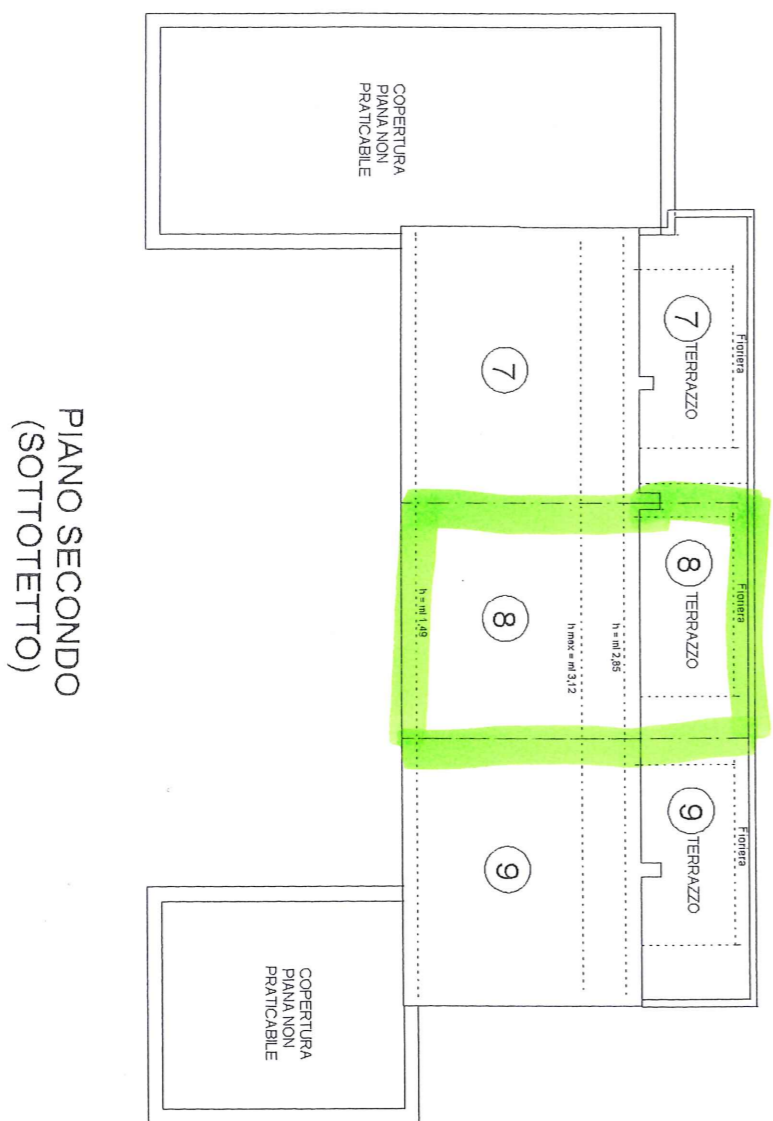 COPERTURA
PIANA NON
PRATICABILE
Fioriera
7 TERRAZZO
7
Fioriera
8 TERRAZZO
h = ml 2,85
h max = ml 3,12
8
h = ml 1,49
Fioriera
9 TERRAZZO
9
COPERTURA
PIANA NON
PRATICABILE
PIANO SECONDO
(SOTTOTETTO)